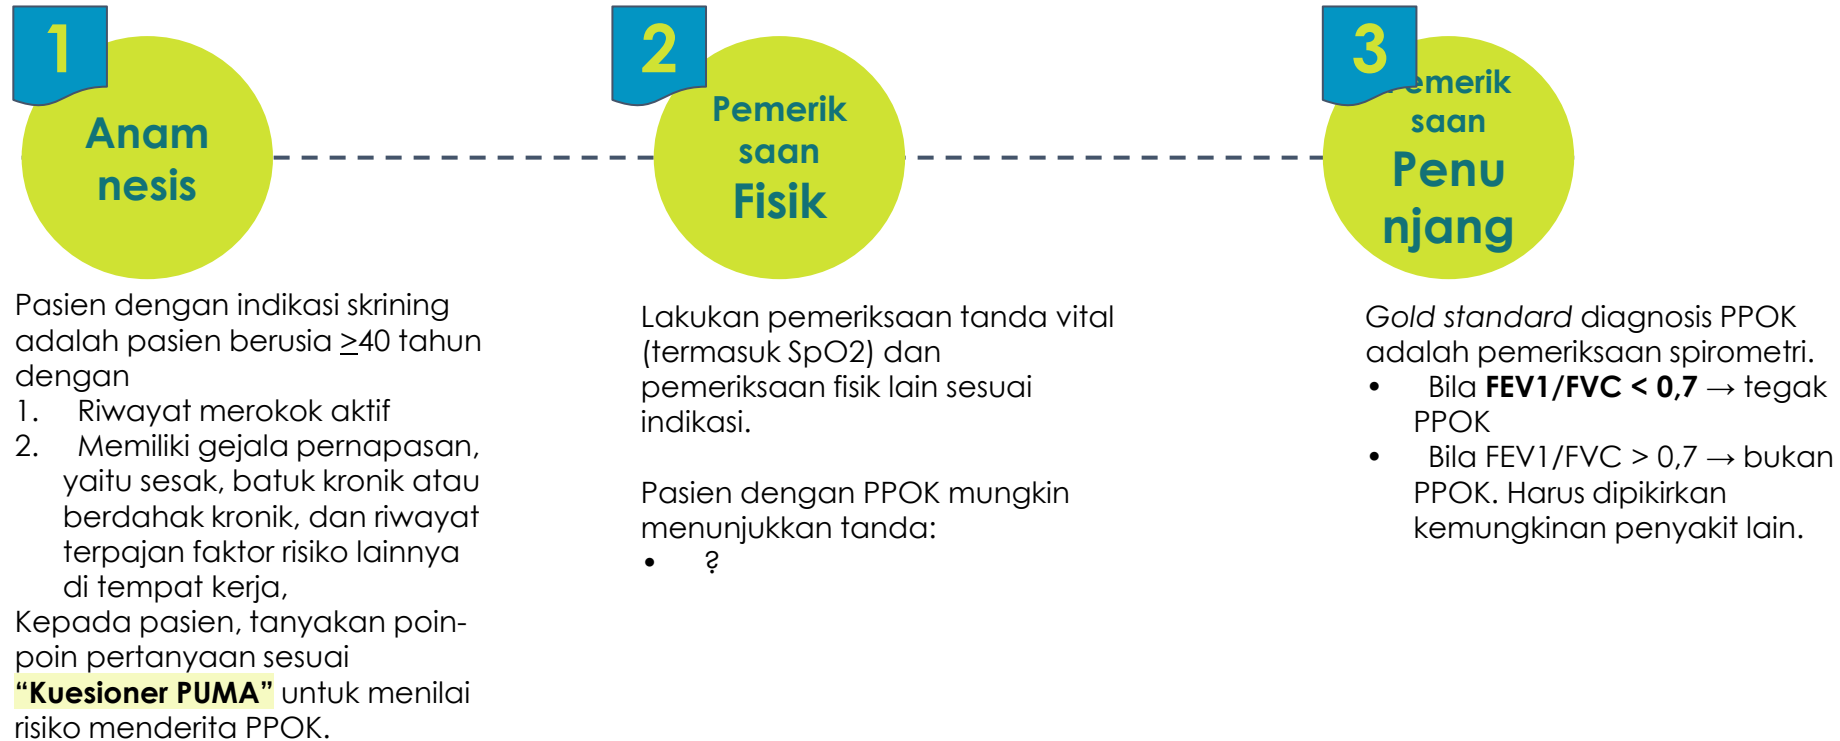 1
Anam
nesis
Pasien dengan indikasi skrining
adalah pasien berusia ≥40 tahun
dengan
1. Riwayat merokok aktif
2. Memiliki gejala pernapasan,
yaitu sesak, batuk kronik atau
berdahak kronik, dan riwayat
terpajan faktor risiko lainnya
di tempat kerja,
Kepada pasien, tanyakan poin-
poin pertanyaan sesuai
“Kuesioner PUMA” untuk menilai
risiko menderita PPOK.
2
Pemerik
saan
Fisik
Lakukan pemeriksaan tanda vital
(termasuk SpO2) dan
pemeriksaan fisik lain sesuai
indikasi.
Pasien dengan PPOK mungkin
menunjukkan tanda:
• ?
3
Pemerik
saan
Penu
njang
Gold standard diagnosis PPOK
adalah pemeriksaan spirometri.
• Bila FEV1/FVC < 0,7 → tegak
PPOK
• Bila FEV1/FVC > 0,7 → bukan
PPOK. Harus dipikirkan
kemungkinan penyakit lain.